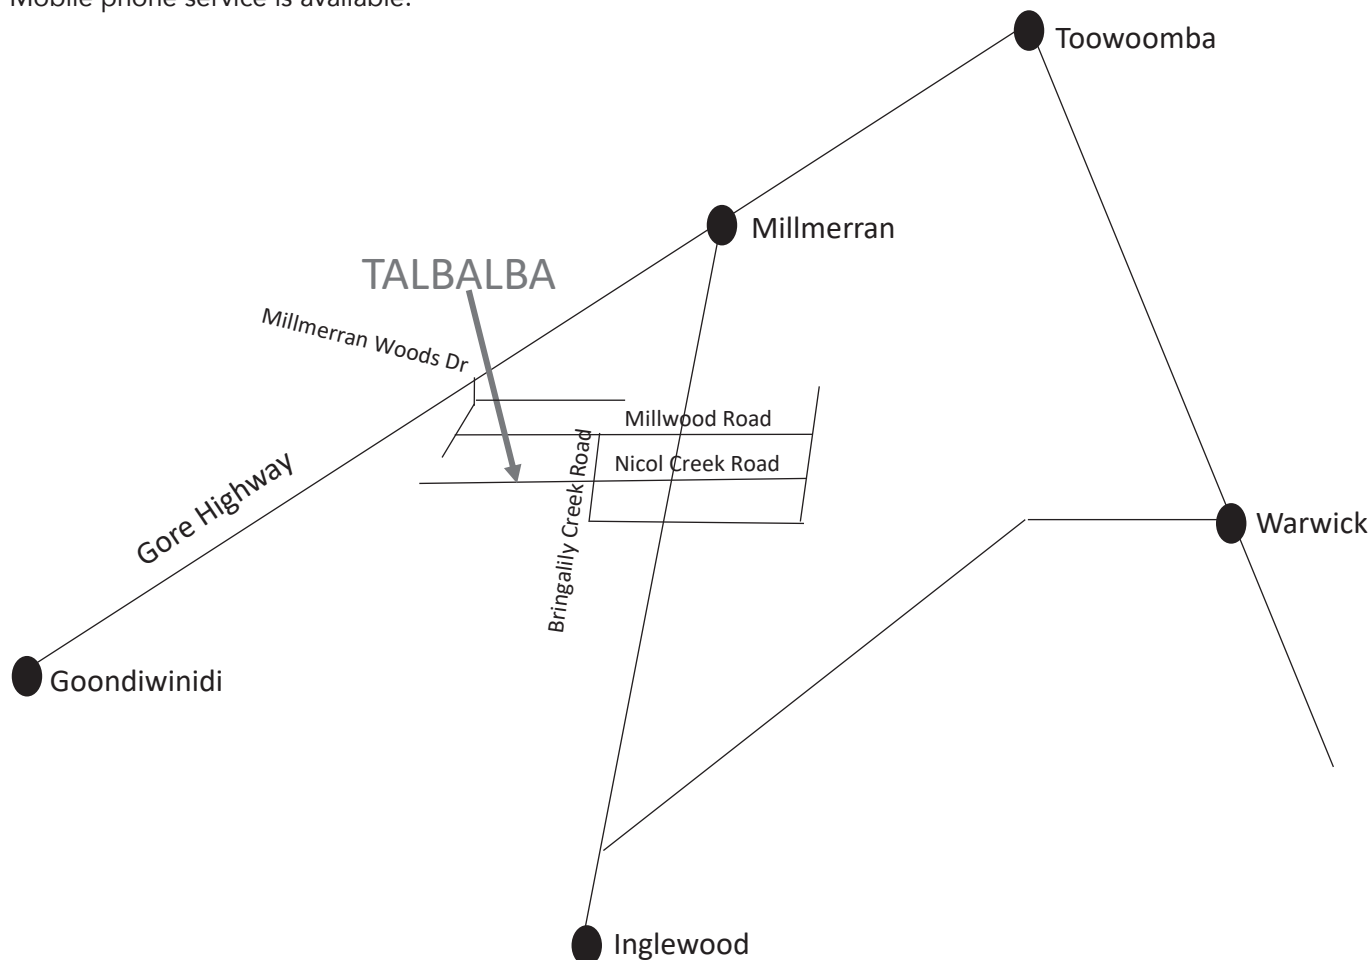 Mobile phone service is available.
Toowoomba
Millmerran
TALBALBA
Millmerran Woods Dr
Millwood Road
Nicol Creek Road
Bringalily Creek Road
Gore Highway
Warwick
Goondiwinidi
Inglewood